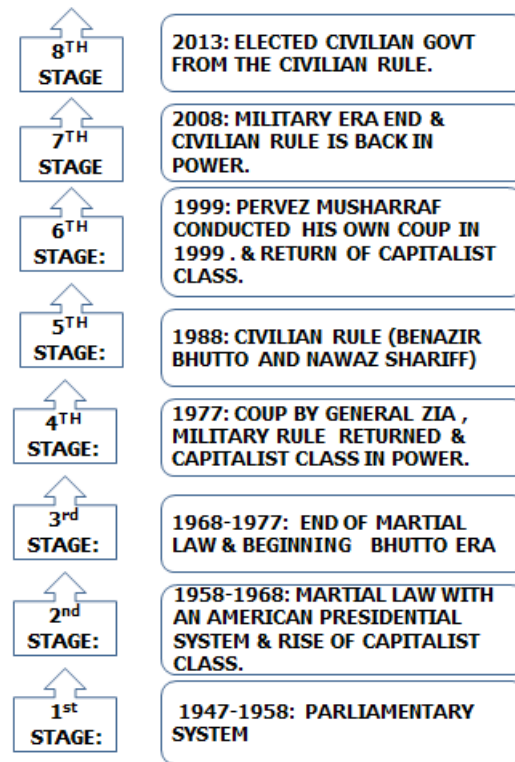 8TH
STAGE
2013: ELECTED CIVILIAN GOVT
FROM THE CIVILIAN RULE.
7TH
STAGE
2008: MILITARY ERA END &
CIVILIAN RULE IS BACK IN
POWER.
6TH
STAGE:
1999: PERVEZ MUSHARRAF
CONDUCTED HIS OWN COUP IN
1999 . & RETURN OF CAPITALIST
CLASS.
5TH
STAGE:
1988: CIVILIAN RULE (BENAZIR
BHUTTO AND NAWAZ SHARIFF)
4TH
STAGE:
1977: COUP BY GENERAL ZIA ,
MILITARY RULE RETURNED &
CAPITALIST CLASS IN POWER.
3rd
STAGE:
1968-1977: END OF MARTIAL
LAW & BEGINNING BHUTTO ERA
2nd
STAGE:
1958-1968: MARTIAL LAW WITH
AN AMERICAN PRESIDENTIAL
SYSTEM & RISE OF CAPITALIST
CLASS.
1st
STAGE:
1947-1958: PARLIAMENTARY
SYSTEM